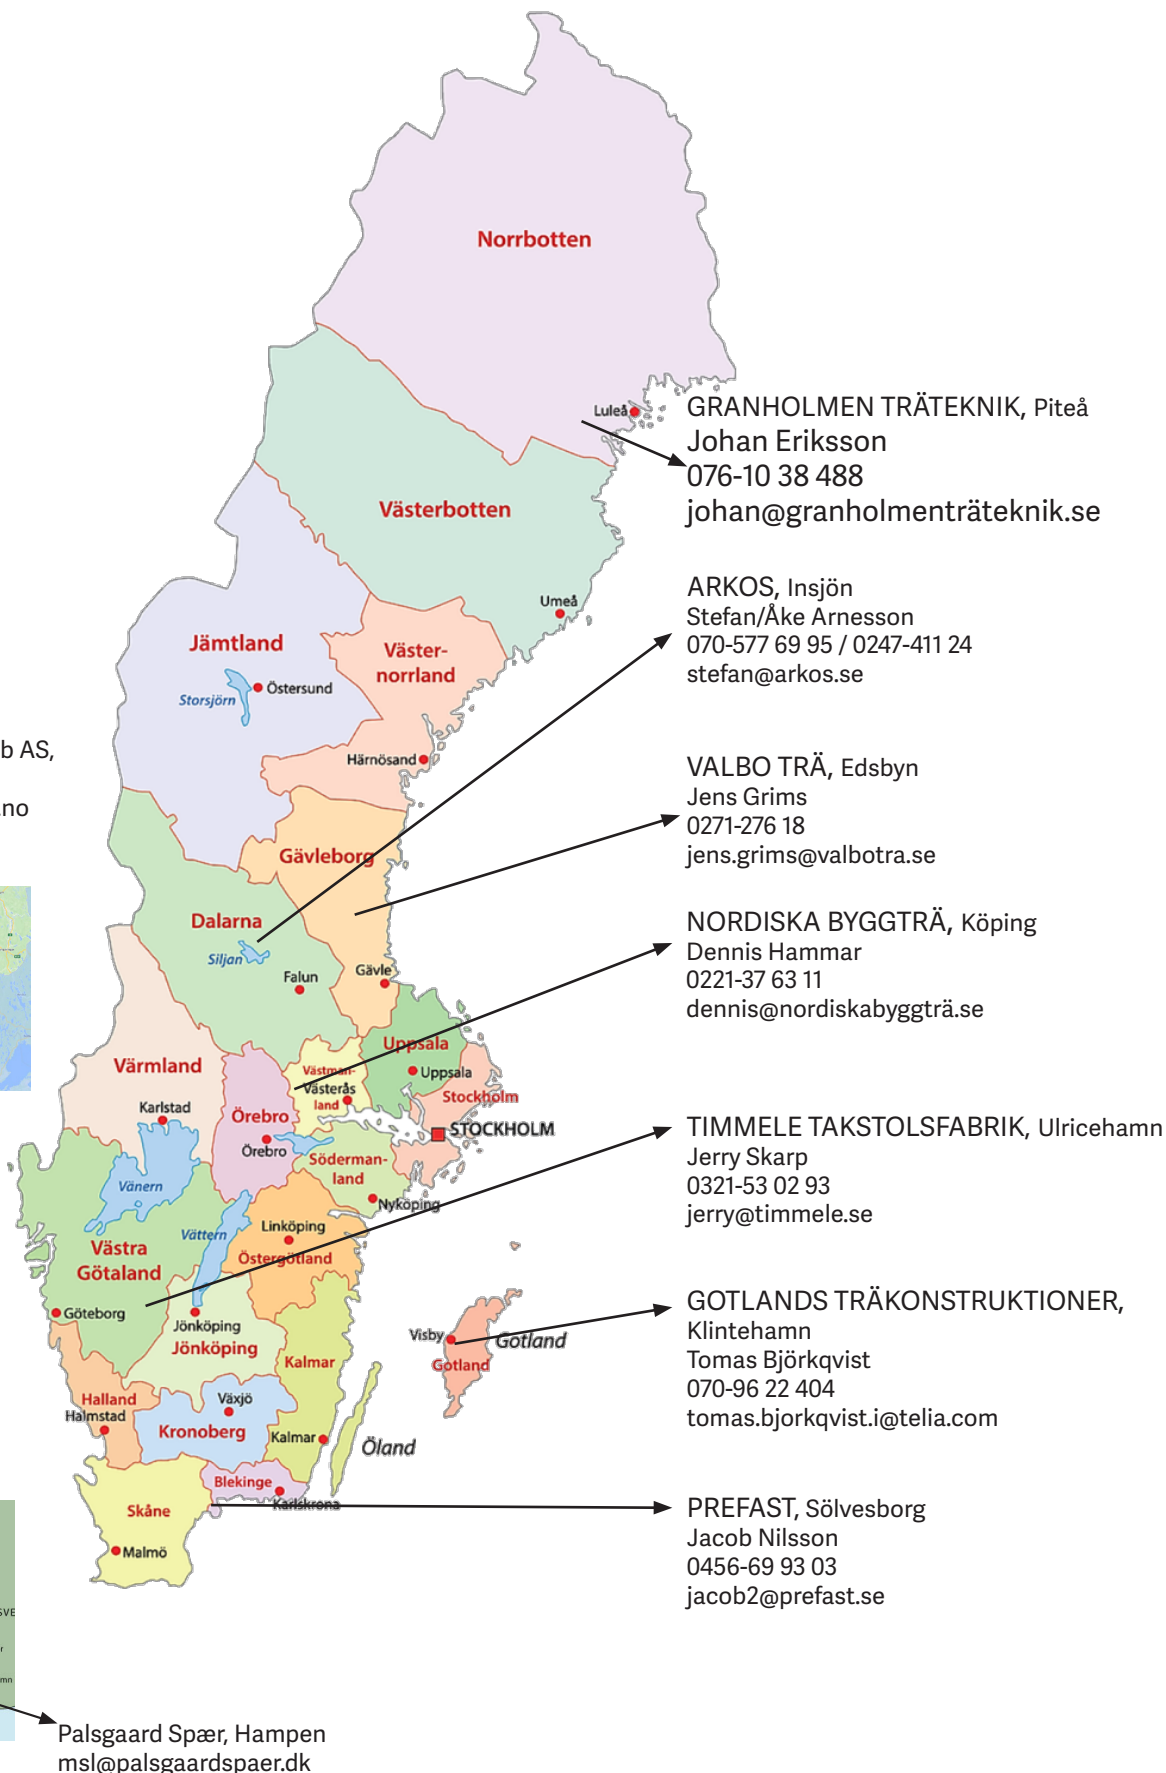 Norrbotten
Luleå
GRANHOLMEN TRÄTEKNIK, Piteå
Johan Eriksson
076-10 38 488
johan@granholmenträteknik.se
Västerbotten
Umeå
ARKOS, Insjön
Stefan/Åke Arnesson
070-577 69 95 / 0247-411 24
stefan@arkos.se
Jämtland
Storsjörn
Östersund
Väster-
norrland
Härnösand
b AS,
no
VALBO TRÄ, Edsbyn
Jens Grims
0271-276 18
jens.grims@valbotra.se
Gävleborg
Dalarna
Siljan
Falun
Gävle
NORDISKA BYGGTRÄ, Köping
Dennis Hammar
0221-37 63 11
dennis@nordiskabyggträ.se
Uppsala
Uppsala
Värmland
Västman-
Västerås
land
Stockholm
Karlstad
Örebro
Örebro
STOCKHOLM
TIMMELE TAKSTOLSFABRIK, Ulricehamn
Jerry Skarp
0321-53 02 93
jerry@timmele.se
Söderman-
land
Nyköping
Vänern
Vättern
Linköping
Östergötland
Västra
Götaland
Göteborg
Jönköping
Jönköping
Kalmar
Visby
Gotland
Gotland
GOTLANDS TRÄKONSTRUKTIONER,
Klintehamn
Tomas Björkqvist
070-96 22 404
tomas.bjorkqvist.i@telia.com
Halland
Halmstad
Växjö
Kronoberg
Kalmar
Öland
Blekinge
Karlskrona
Skåne
Malmö
PREFAST, Sölvesborg
Jacob Nilsson
0456-69 93 03
jacob2@prefast.se
SVE
mn
Palsgaard Spær, Hampen
msl@palsgaardspaer.dk